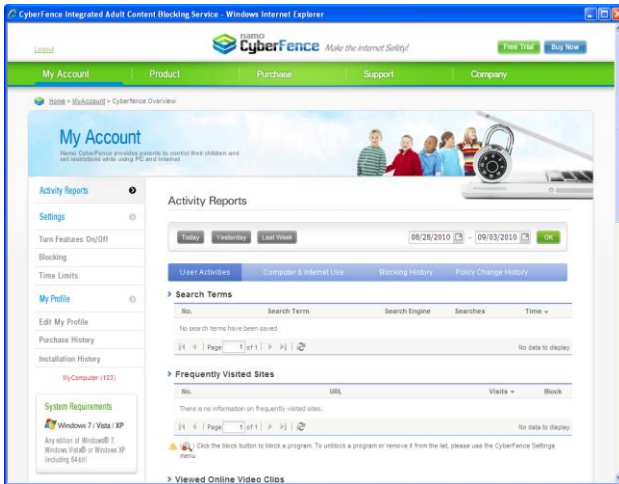 CyberFence Integrated Adult Content Blocking Service - Windows Internet Explorer
Logout
namo
CyberFence Make the internet Safely!
Free Trial Buy Now
My Account Product Purchase Support Company
Home > MyAccount > Cyberfence Overview
My Account
Namo CyberFence provides parents to control their children and
set restrictions while using PC and Internet
Activity Reports
Settings
Turn Features On/Off
Blocking
Time Limits
My Profile
Edit My Profile
Purchase History
Installation History
MyComputer (103)
System Requirements
Windows 7 / Vista / XP
Any edition of Windows® 7,
Windows Vista® or Windows XP
(including 64-bit)
Activity Reports
Today Yesterday Last Week 08/28/2010 - 09/03/2010 OK
User Activities Computer & Internet Use Blocking History Policy Change History
Search Terms
No. Search Term Search Engine Searches Time
No search terms have been saved
Page 1 of 1 No data to display
Frequently Visited Sites
No. URL Visits Block
There is no information on frequently visited sites.
Page 1 of 1 No data to display
( ) Click the block button to block a program. To unblock a program or remove it from the list, please use the CyberFence Settings
menu.
Viewed Online Video Clips